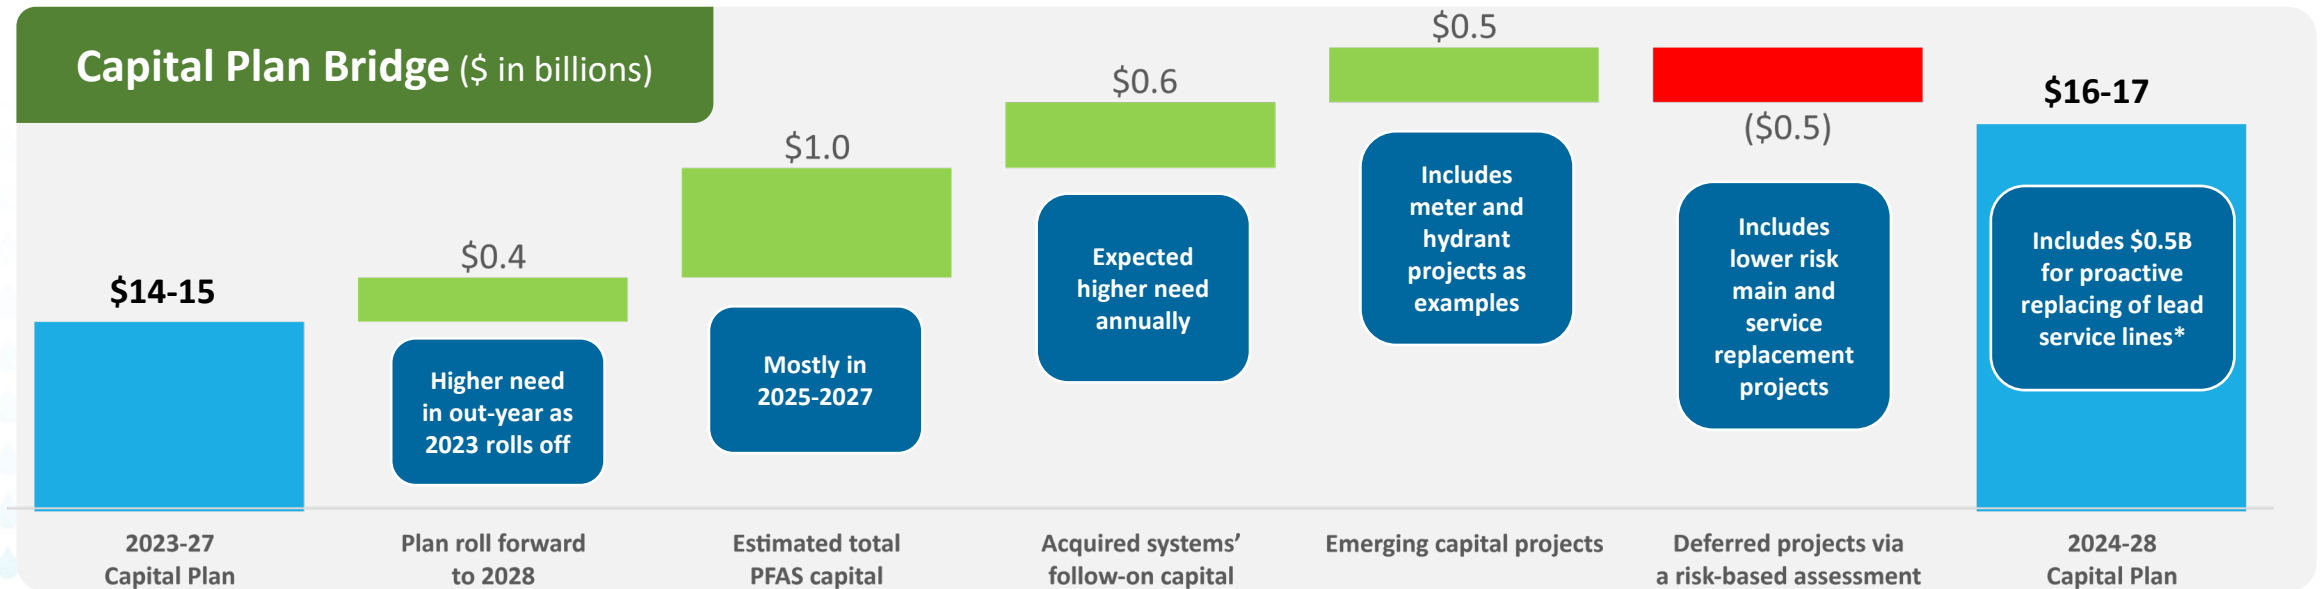 Capital Plan Bridge ($ in billions)
$14-15
2023-27
Capital Plan
$0.4
Higher need
in out-year as
2023 rolls off
Plan roll forward
to 2028
$1.0
Mostly in
2025-2027
Estimated total
PFAS capital
$0.6
Expected
higher need
annually
Acquired systems’
follow-on capital
$0.5
Includes
meter and
hydrant
projects as
examples
Emerging capital projects
($0.5)
Includes
lower risk
main and
service
replacement
projects
Deferred projects via
a risk-based assessment
$16-17
Includes $0.5B
for proactive
replacing of lead
service lines*
2024-28
Capital Plan